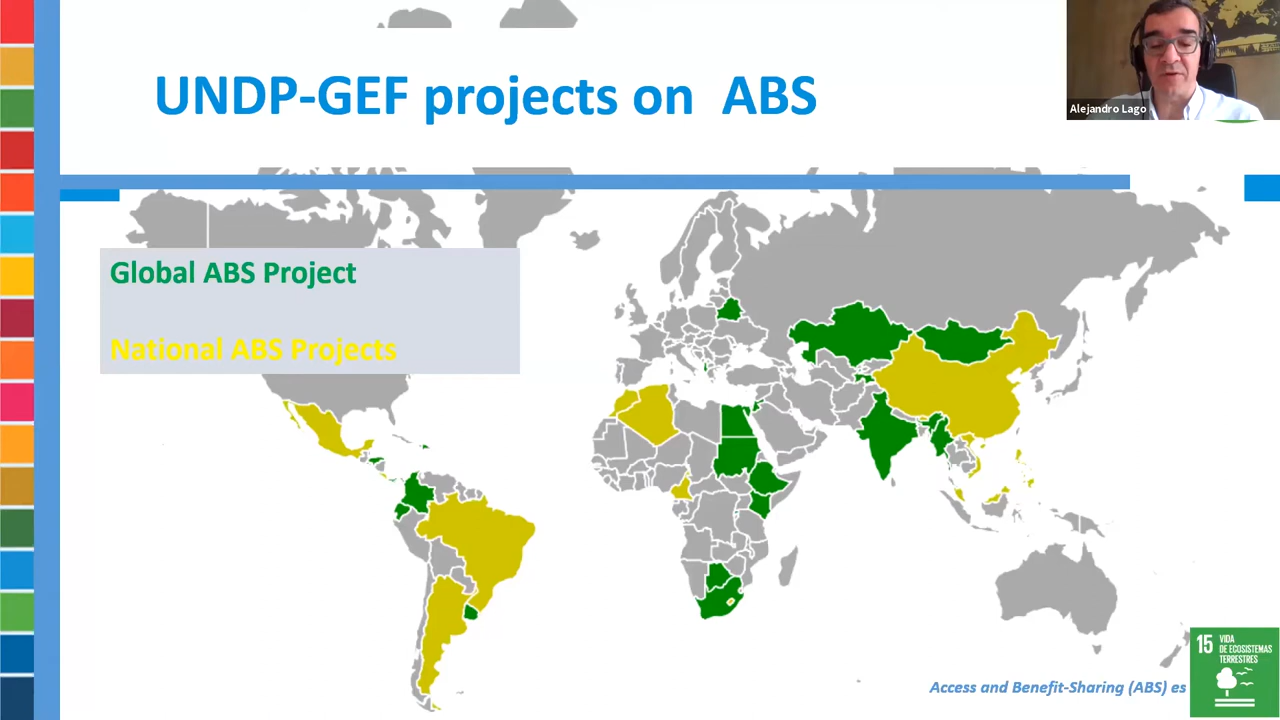 UNDP-GEF projects on ABS
Alejandro Lago
Global ABS Project
National ABS Projects
15 VIDA
DE ECOSISTEMAS
TERRESTRES
Access and Benefit-Sharing (ABS) es